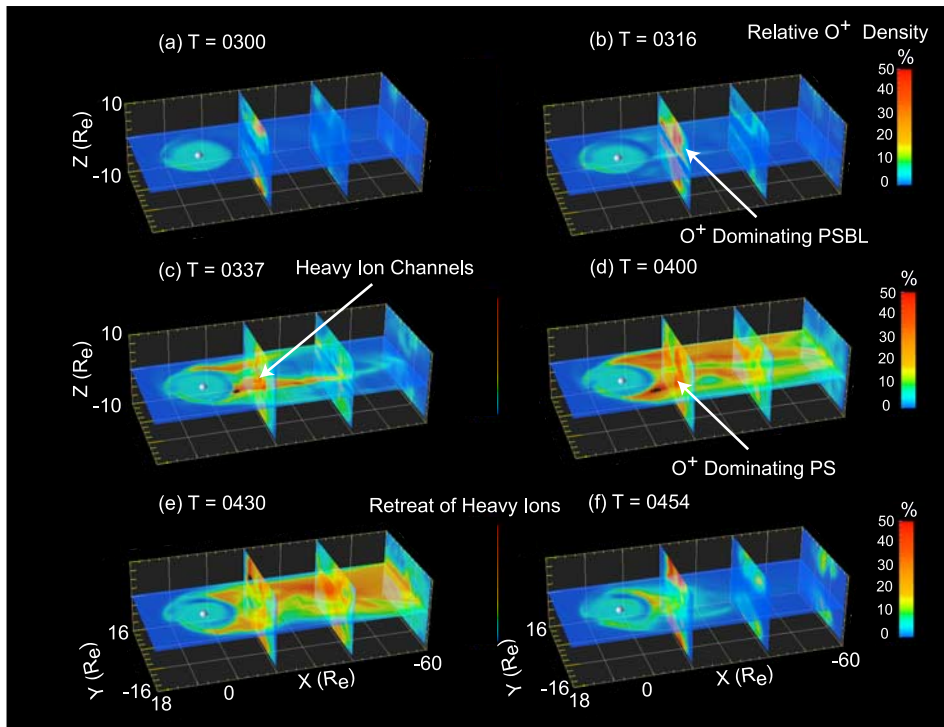 (a) T = 0300
(b) T = 0316
Relative O⁺ Density
%
50
40
30
20
10
0
10
Z (Re)
-10
O⁺ Dominating PSBL
(c) T = 0337
Heavy Ion Channels
(d) T = 0400
50
40
30
20
10
0
10
Z (Re)
-10
O⁺ Dominating PS
(e) T = 0430
Retreat of Heavy Ions
(f) T = 0454
%
50
40
30
20
10
0
16
Y (Re)
-16
18
0
X (Re)
-60
16
Y (Re)
-16
18
0
X (Re)
-60